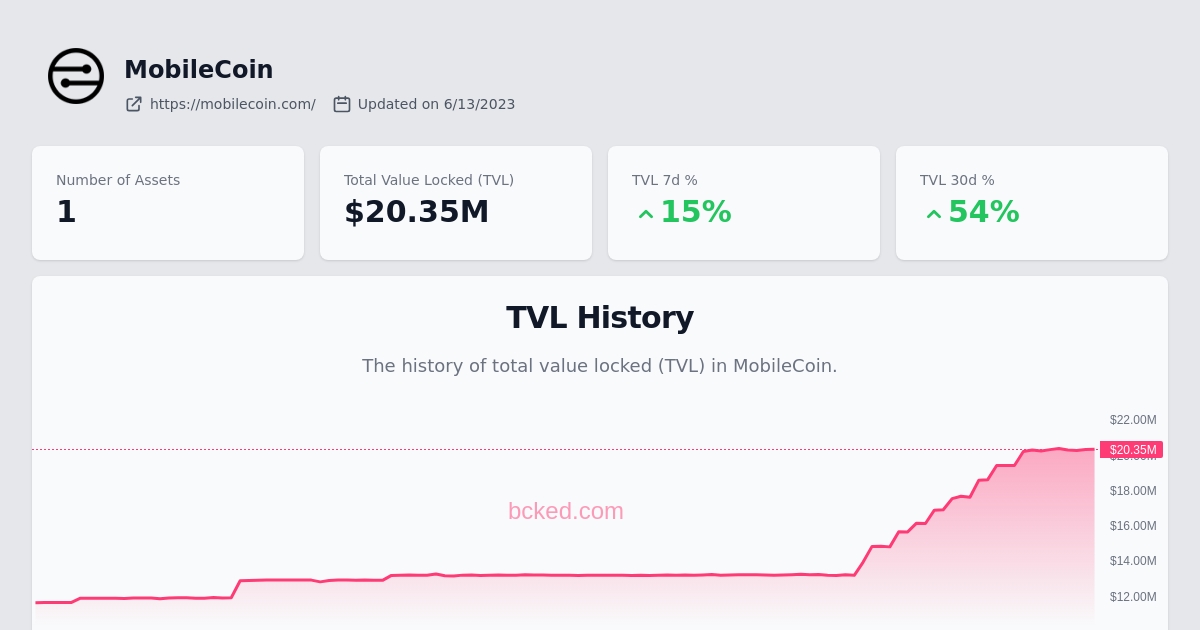 MobileCoin
https://mobilecoin.com/ Updated on 6/13/2023
Number of Assets
1
Total Value Locked (TVL)
$20.35M
TVL 7d %
15%
TVL 30d %
54%
TVL History
The history of total value locked (TVL) in MobileCoin.
$22.00M
$20.35M
$18.00M
bcked.com
$16.00M
$14.00M
$12.00M